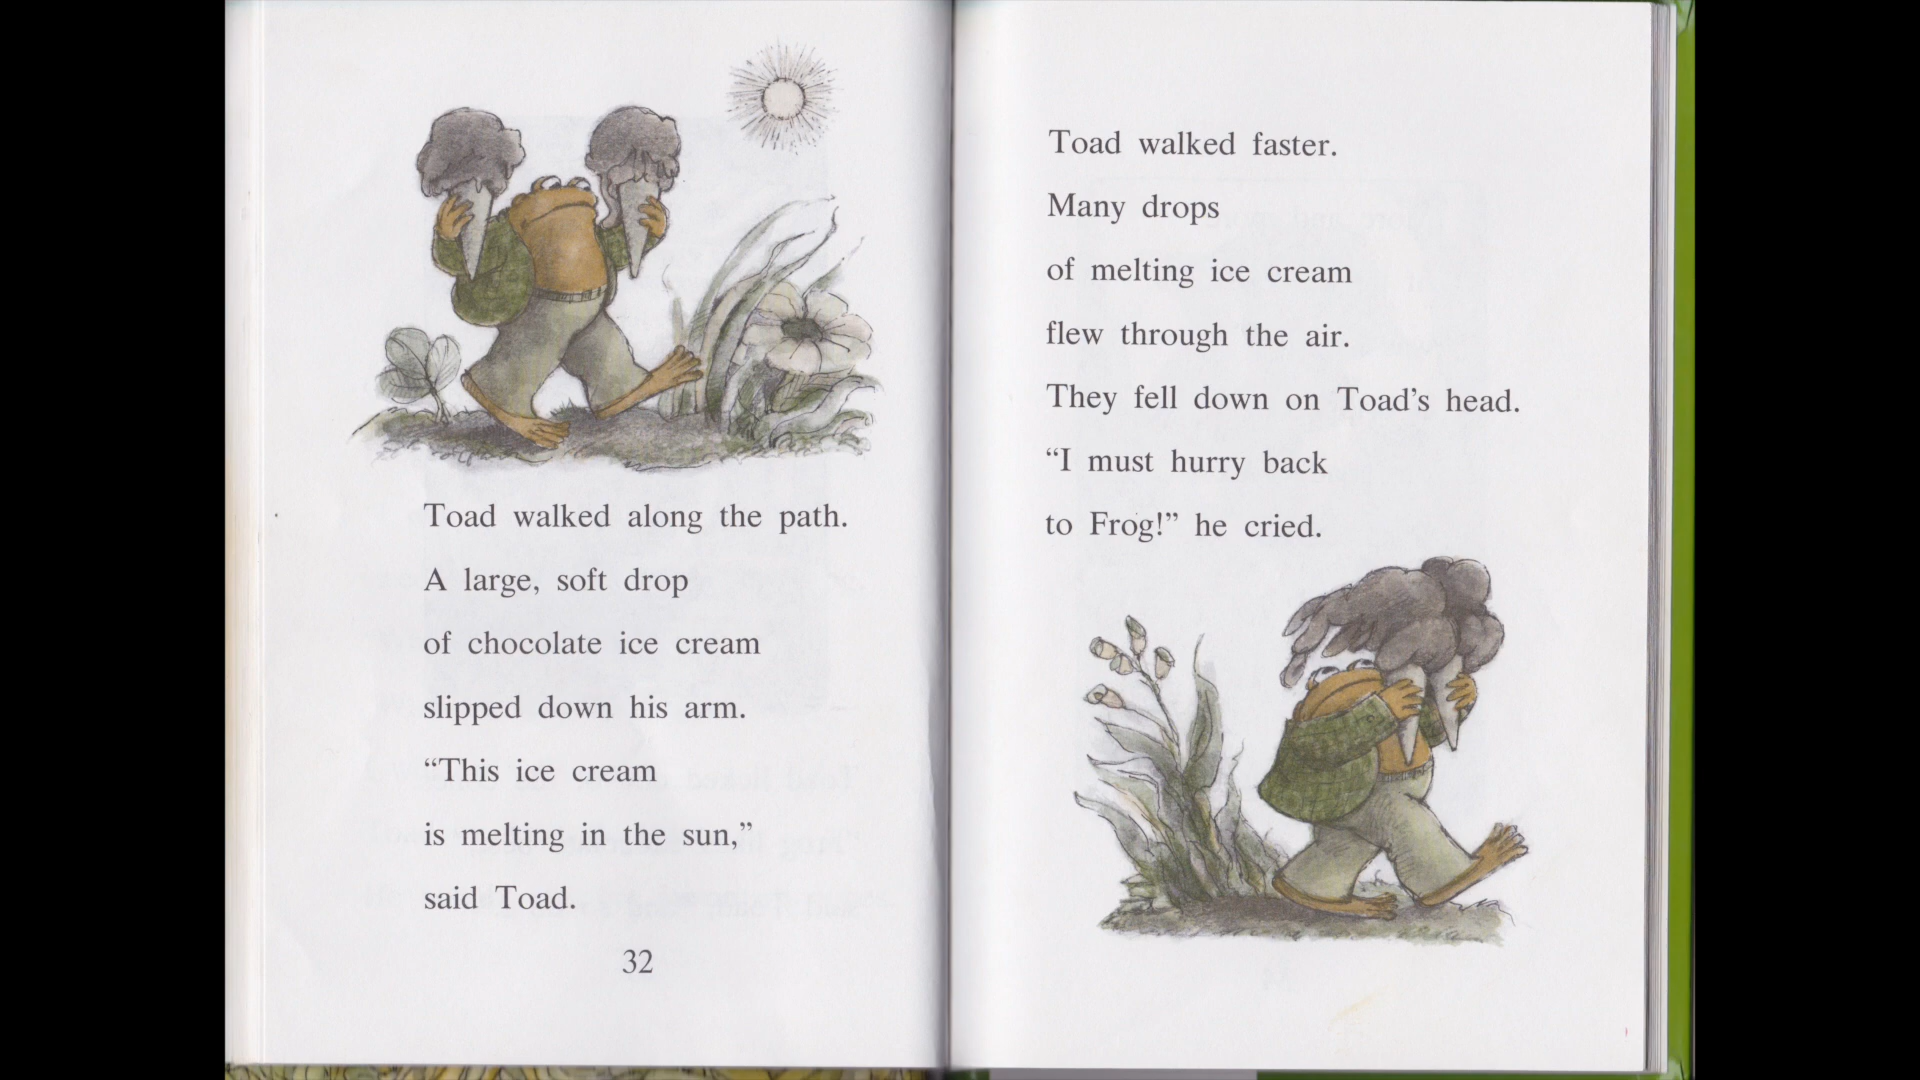 Toad walked along the path.
A large, soft drop
of chocolate ice cream
slipped down his arm.
“This ice cream
is melting in the sun,”
said Toad.
32
Toad walked faster.
Many drops
of melting ice cream
flew through the air.
They fell down on Toad’s head.
“I must hurry back
to Frog!” he cried.